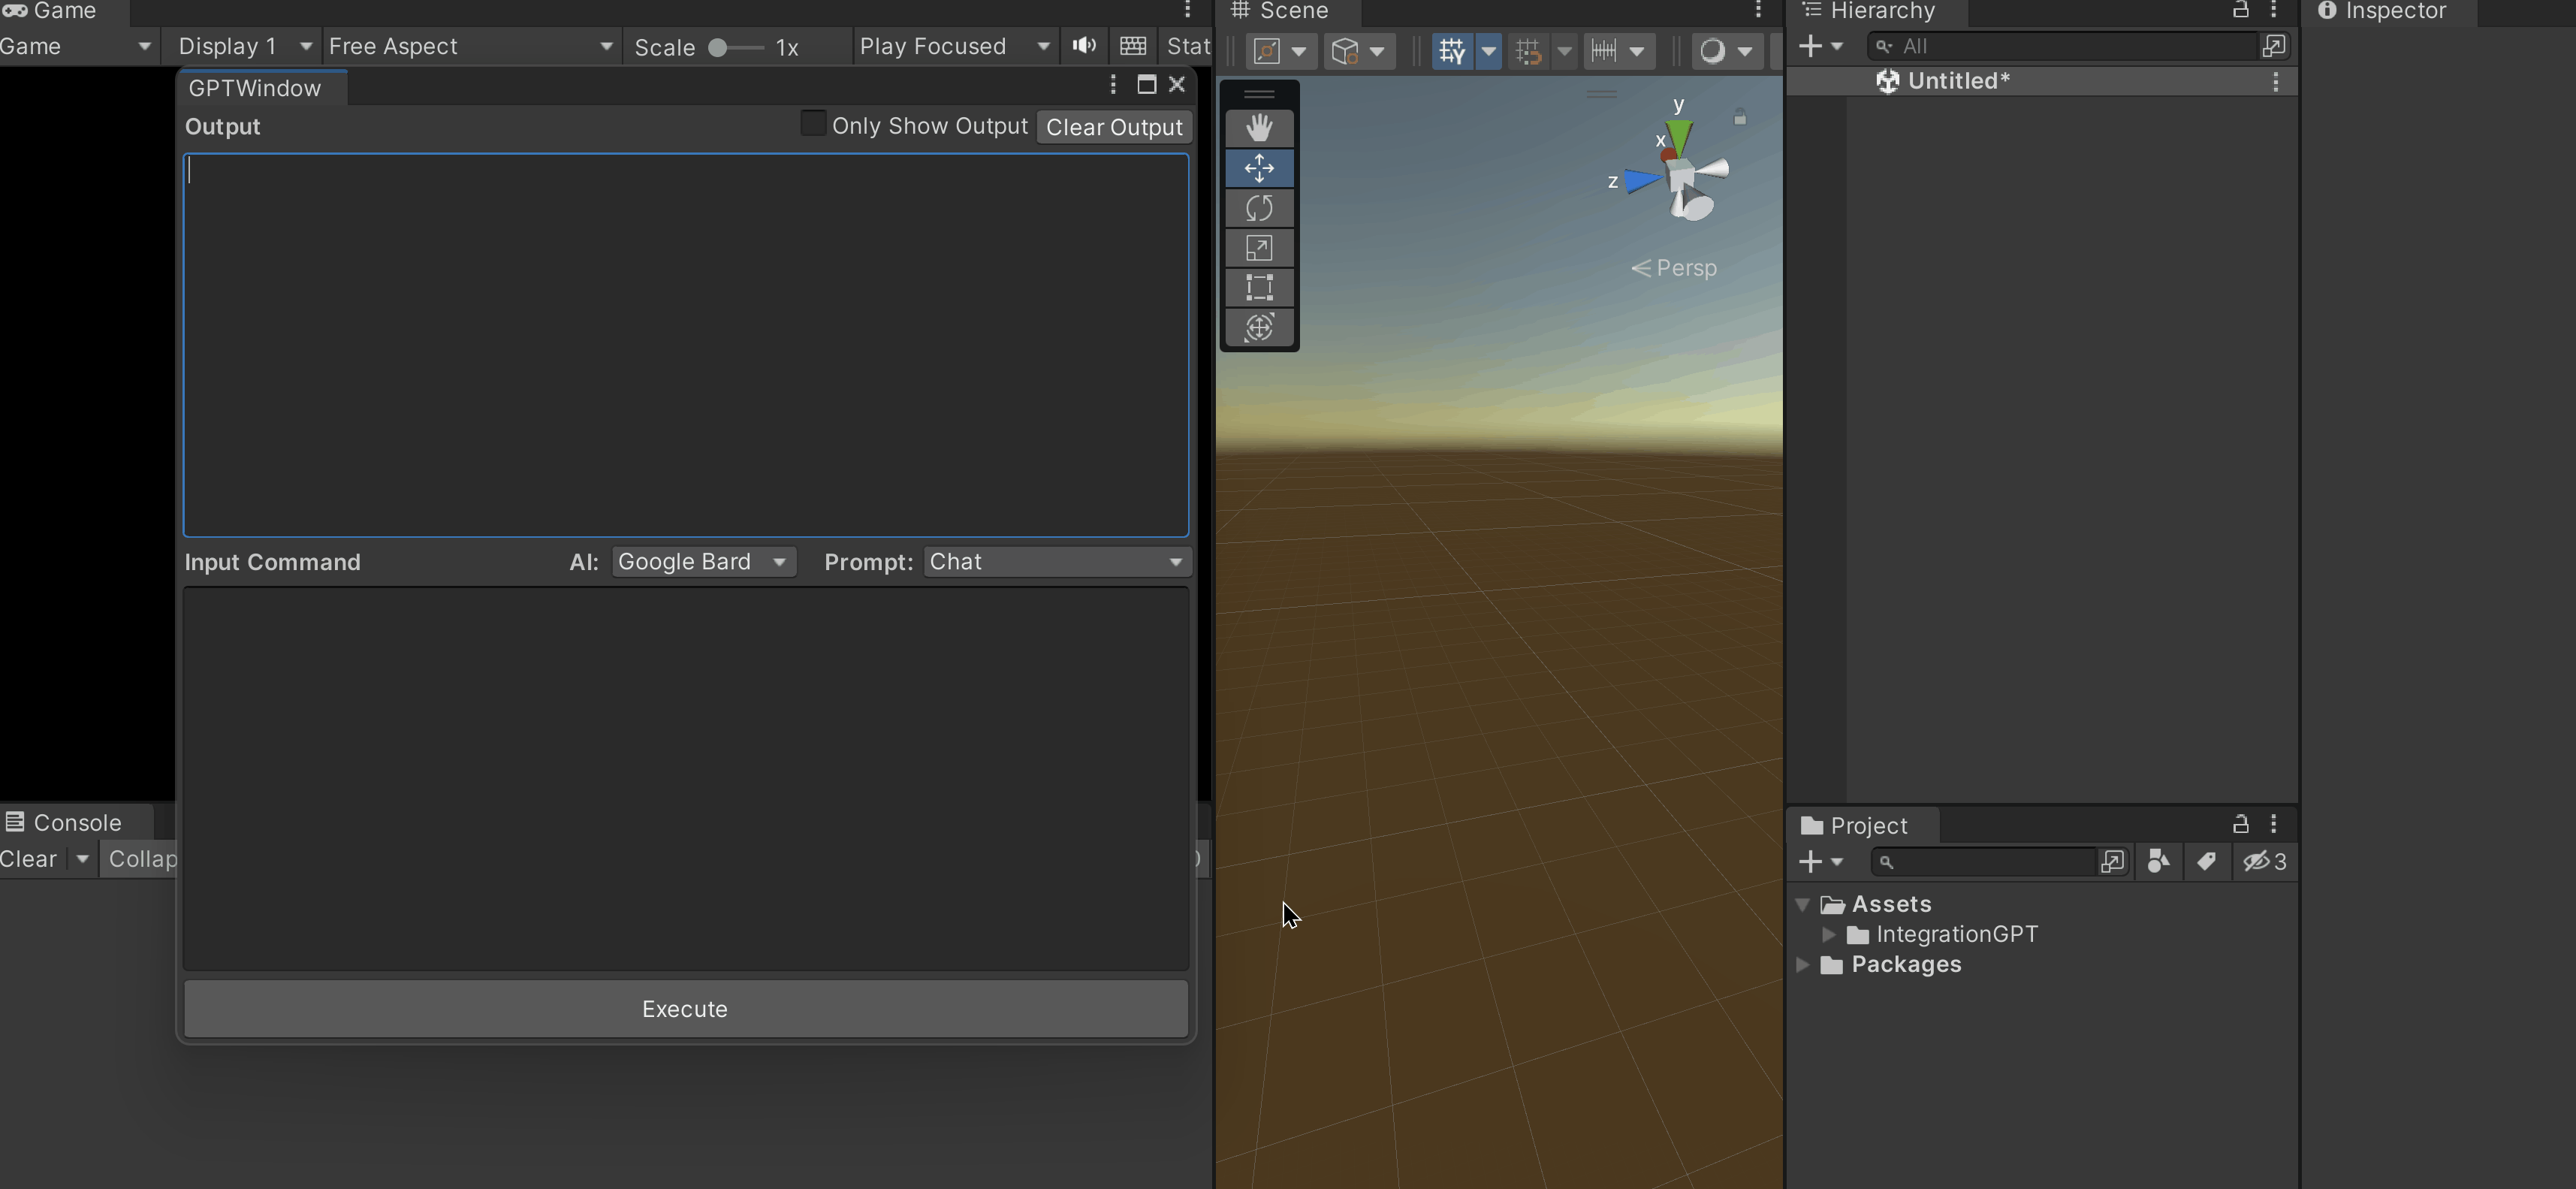 Game
Game
Display 1
Free Aspect
Scale
1x
Play Focused
Stat
GPTWindow
Output
Only Show Output
Clear Output
Input Command
AI:
Google Bard
Prompt:
Chat
Execute
Console
Clear
Collap
Scene
y
x
z
Persp
Hierarchy
All
Untitled*
Project
3
Assets
IntegrationGPT
Packages
Inspector